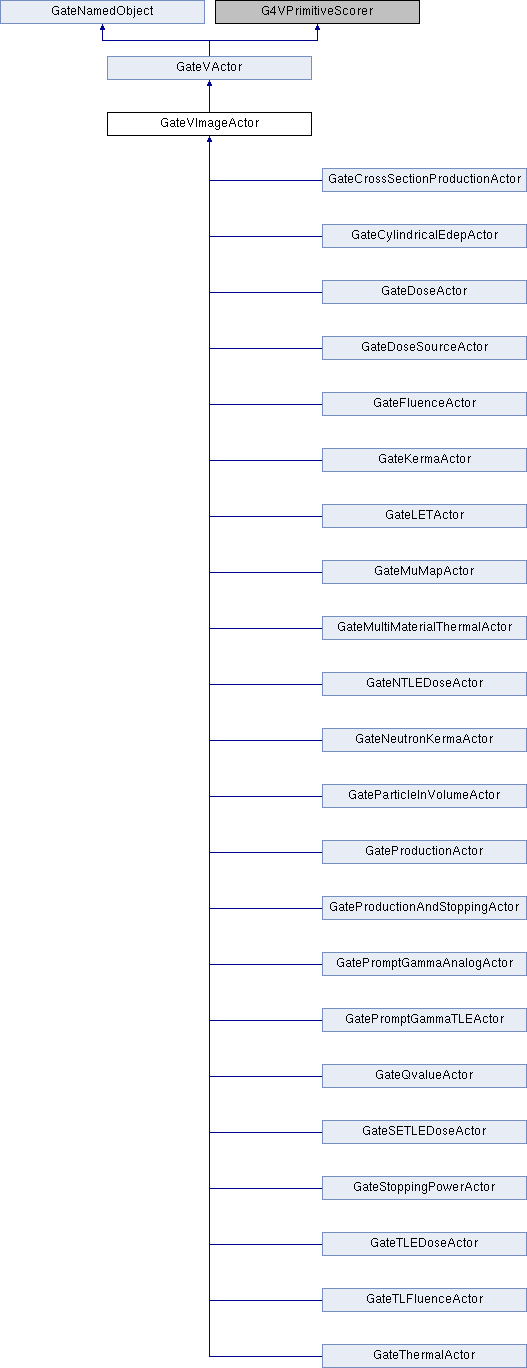 GateNamedObject
G4VPrimitiveScorer
GateVActor
GateVImageActor
GateCrossSectionProductionActor
GateCylindricalEdepActor
GateDoseActor
GateDoseSourceActor
GateFluenceActor
GateKermaActor
GateLETActor
GateMuMapActor
GateMultiMaterialThermalActor
GateNTLEDoseActor
GateNeutronKermaActor
GateParticleInVolumeActor
GateProductionActor
GateProductionAndStoppingActor
GatePromptGammaAnalogActor
GatePromptGammaTLEActor
GateQvalueActor
GateSETLEDoseActor
GateStoppingPowerActor
GateTLEDoseActor
GateTLFluenceActor
GateThermalActor